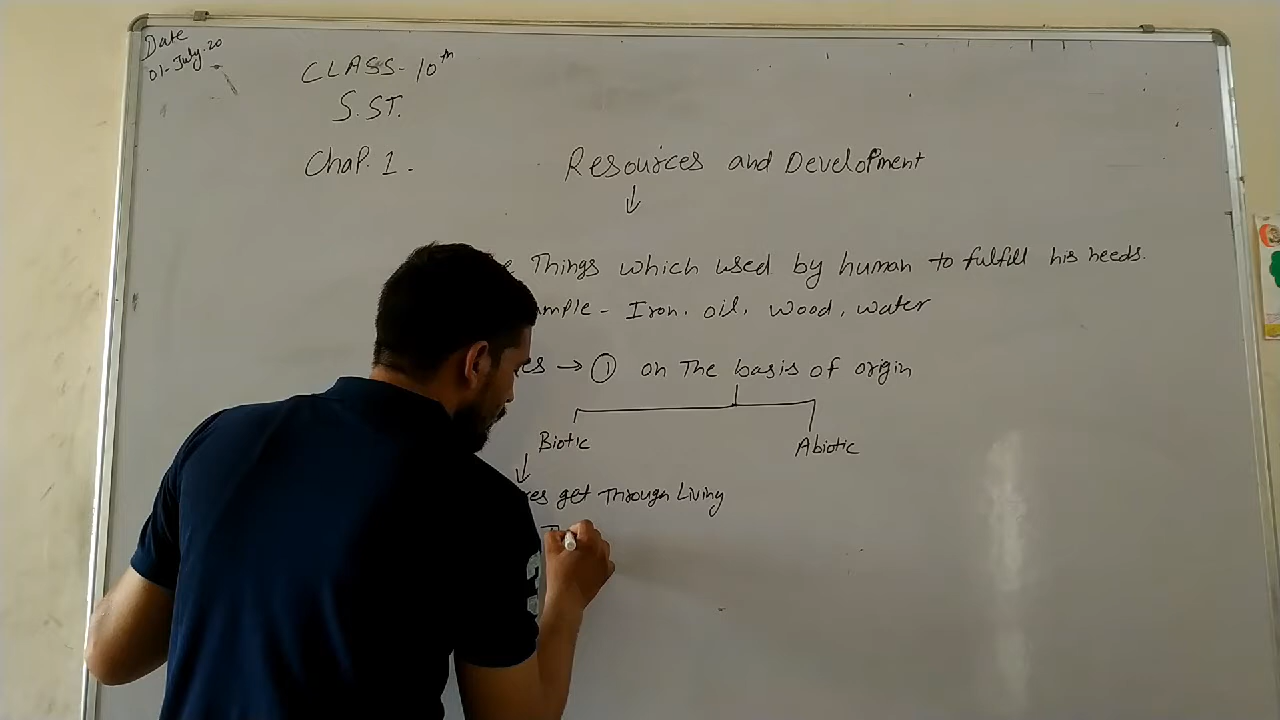 Date
01-July-20
CLASS-10th
S.ST.
Chap. 1.
Resources and Development
Things which used by human to fulfill his needs.
Iron, oil, wood, water
→ ① on The basis of origin
Biotic
Abiotic
get Through Living